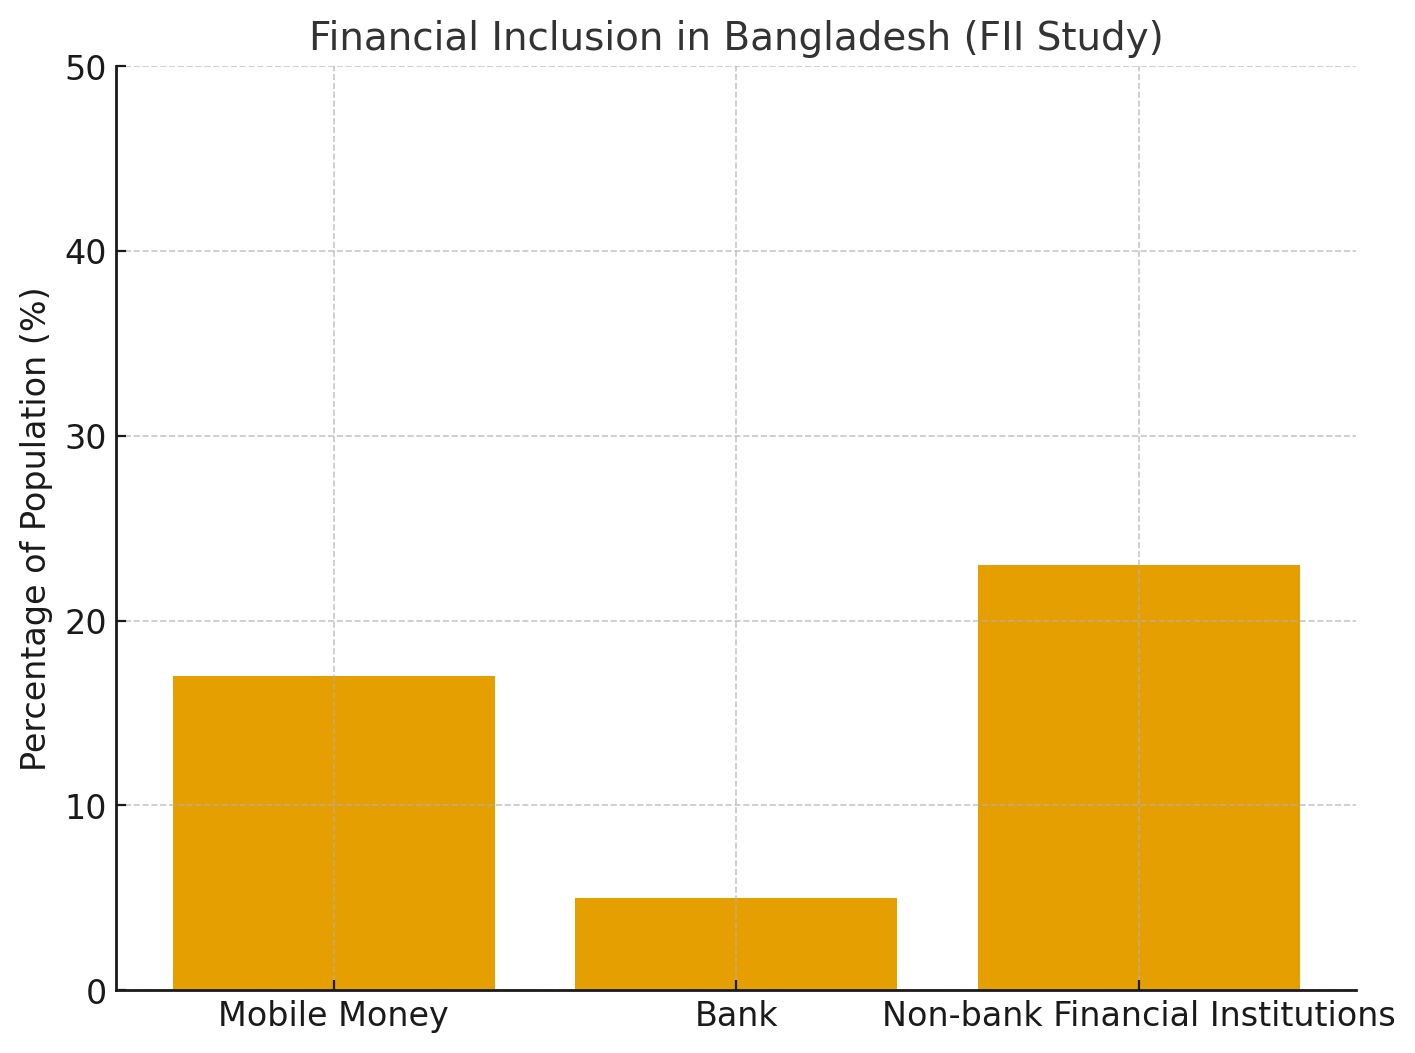 Financial Inclusion in Bangladesh (FII Study)
Percentage of Population (%)
50
40
30
20
10
0
Mobile Money
Bank
Non-bank Financial Institutions